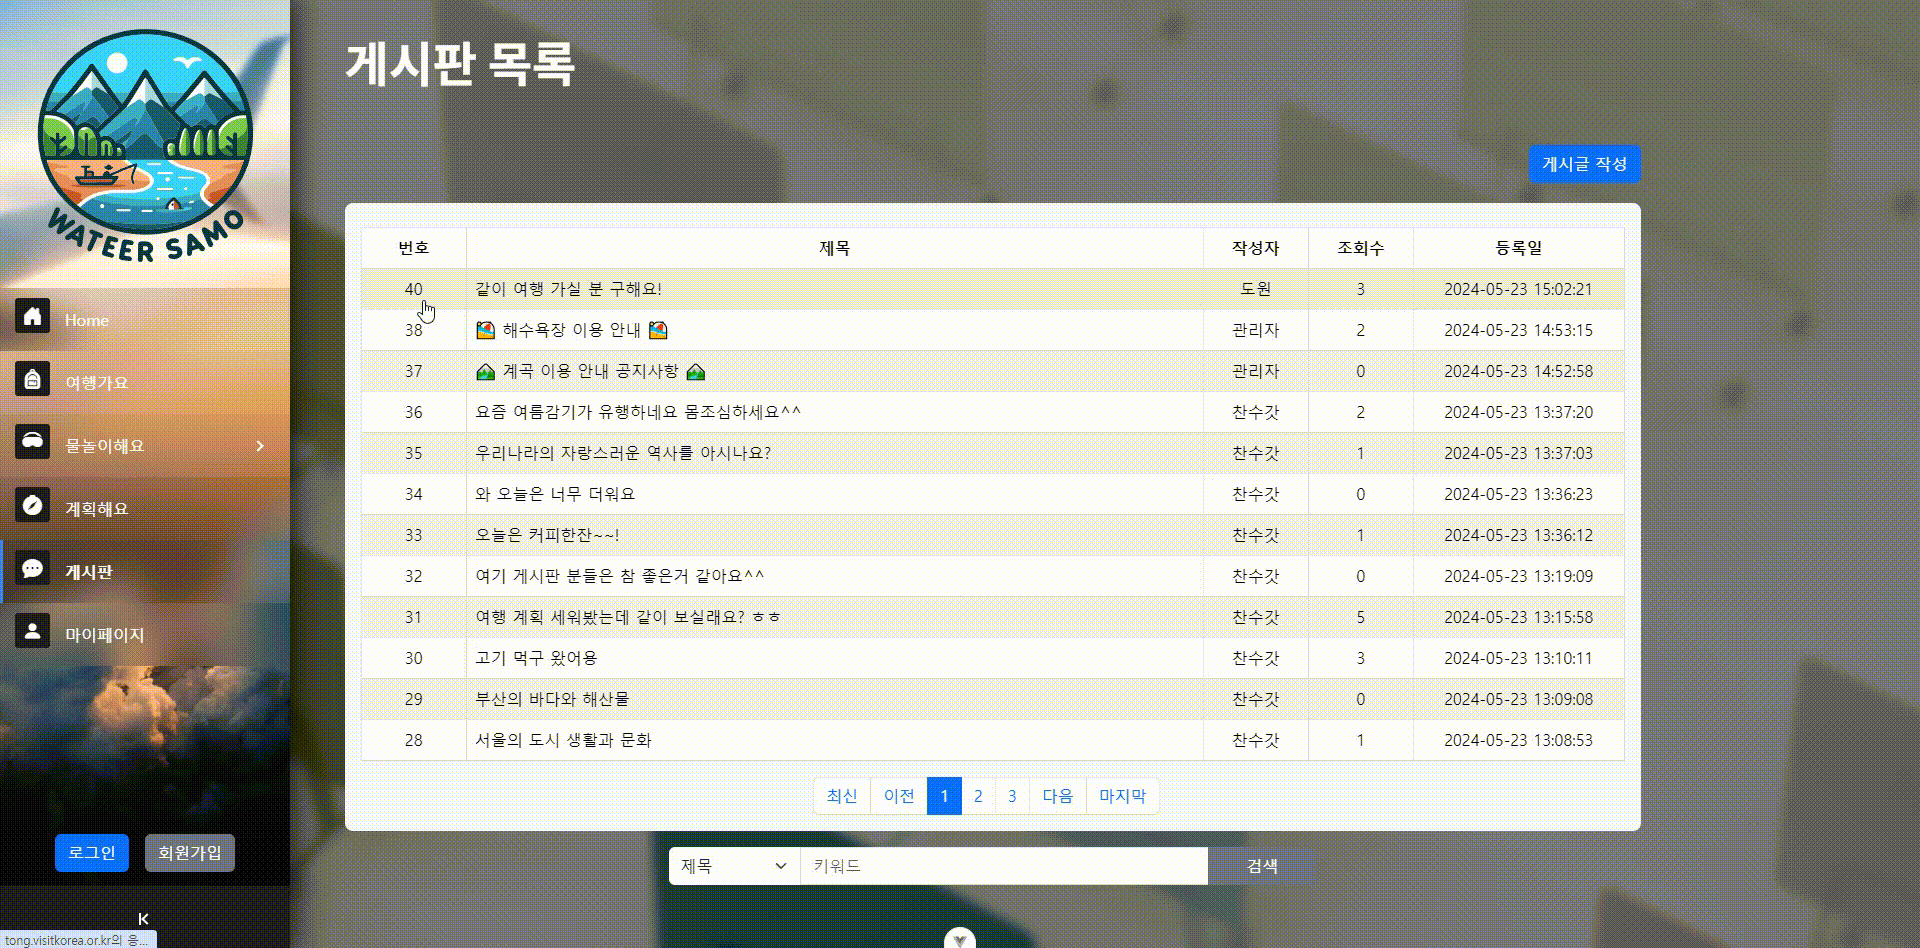 WATEER SAMO
Home
여행가요
물놀이해요
계획해요
게시판
마이페이지
로그인
회원가입
tong.visitkorea.or.kr의 응...
게시판 목록
게시글 작성
번호 제목 작성자 조회수 등록일
40 같이 여행 가실 분 구해요! 도원 3 2024-05-23 15:02:21
38 해수욕장 이용 안내 관리자 2 2024-05-23 14:53:15
37 계곡 이용 안내 공지사항 관리자 0 2024-05-23 14:52:58
36 요즘 여름감기가 유행하네요 몸조심하세요^^ 찬수갓 2 2024-05-23 13:37:20
35 우리나라의 자랑스러운 역사를 아시나요? 찬수갓 1 2024-05-23 13:37:03
34 와 오늘은 너무 더워요 찬수갓 0 2024-05-23 13:36:23
33 오늘은 커피한잔~~! 찬수갓 1 2024-05-23 13:36:12
32 여기 게시판 분들은 참 좋은거 같아요^^ 찬수갓 0 2024-05-23 13:19:09
31 여행 계획 세워봤는데 같이 보실래요? ㅎㅎ 찬수갓 5 2024-05-23 13:15:58
30 고기 먹구 왔어용 찬수갓 3 2024-05-23 13:10:11
29 부산의 바다와 해산물 찬수갓 0 2024-05-23 13:09:08
28 서울의 도시 생활과 문화 찬수갓 1 2024-05-23 13:08:53
최신 이전 1 2 3 다음 마지막
제목 키워드 검색